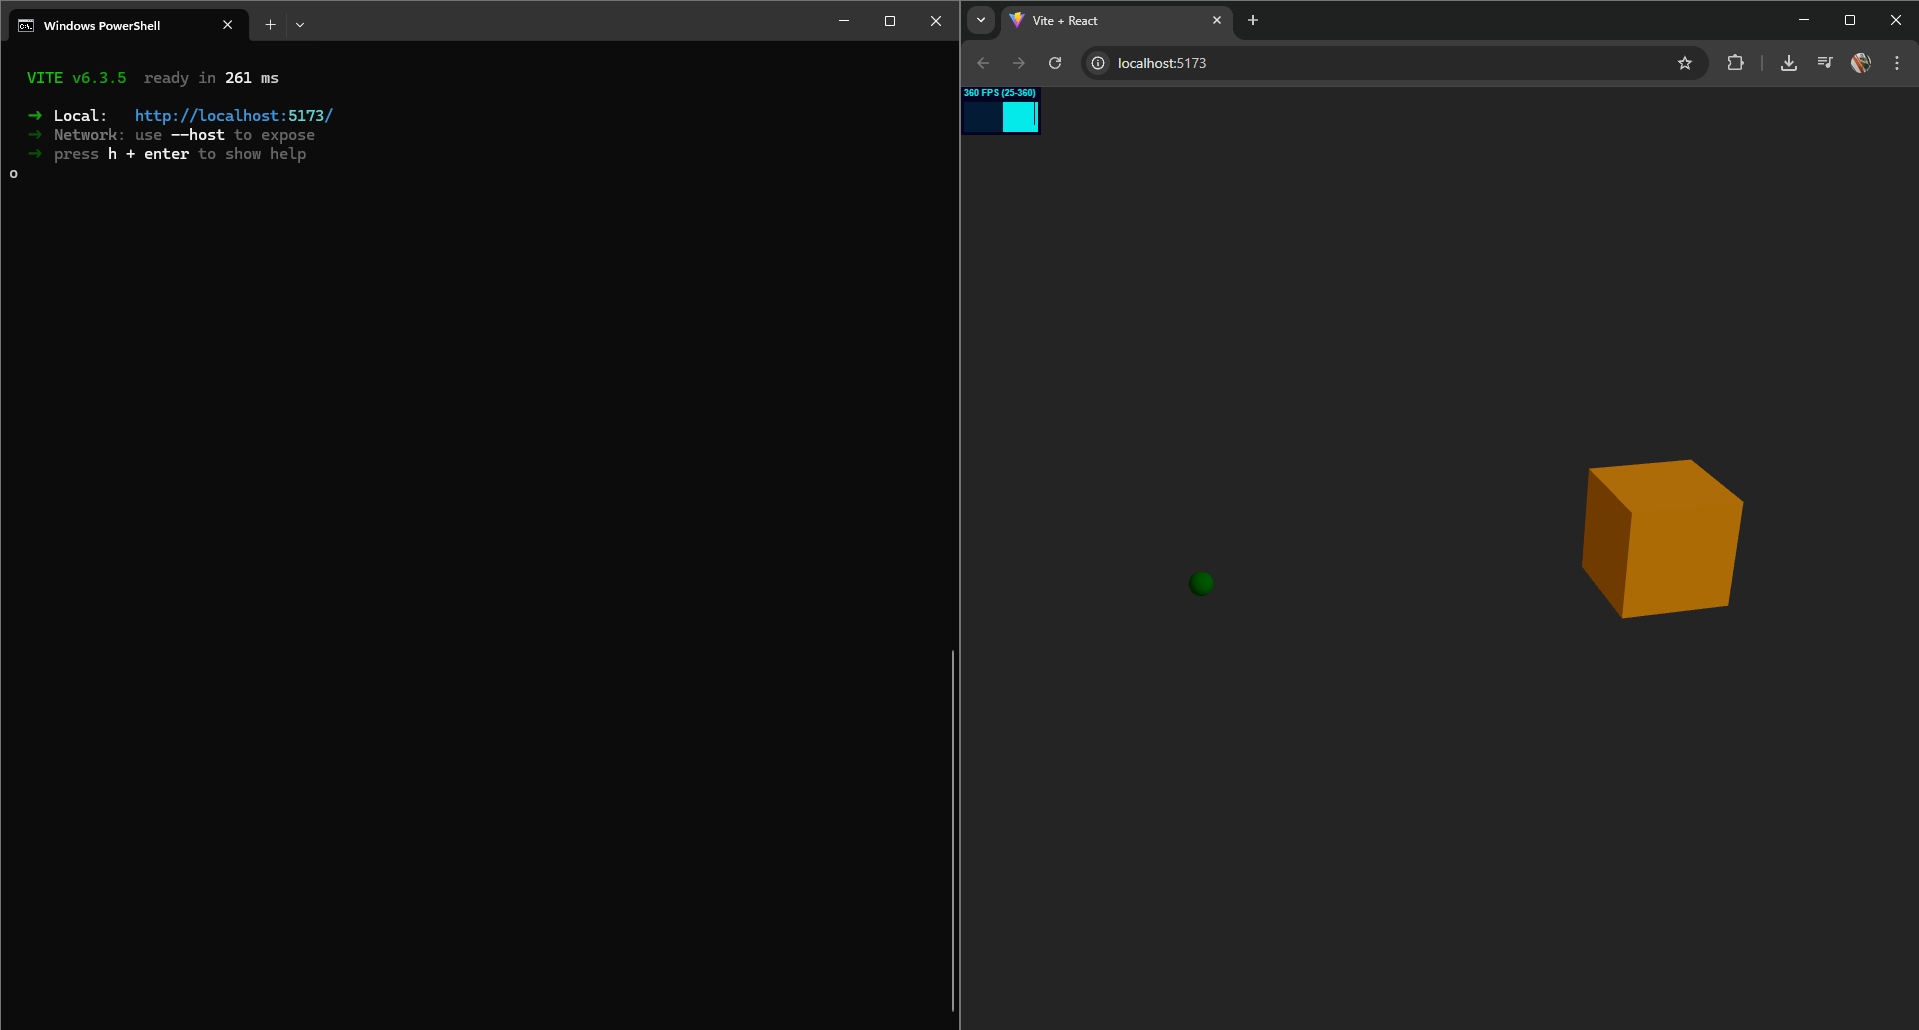 Windows PowerShell
VITE v6.3.5 ready in 261 ms
➜ Local: http://localhost:5173/
➜ Network: use --host to expose
➜ press h + enter to show help
o
Vite + React
localhost:5173
360 FPS (25-360)